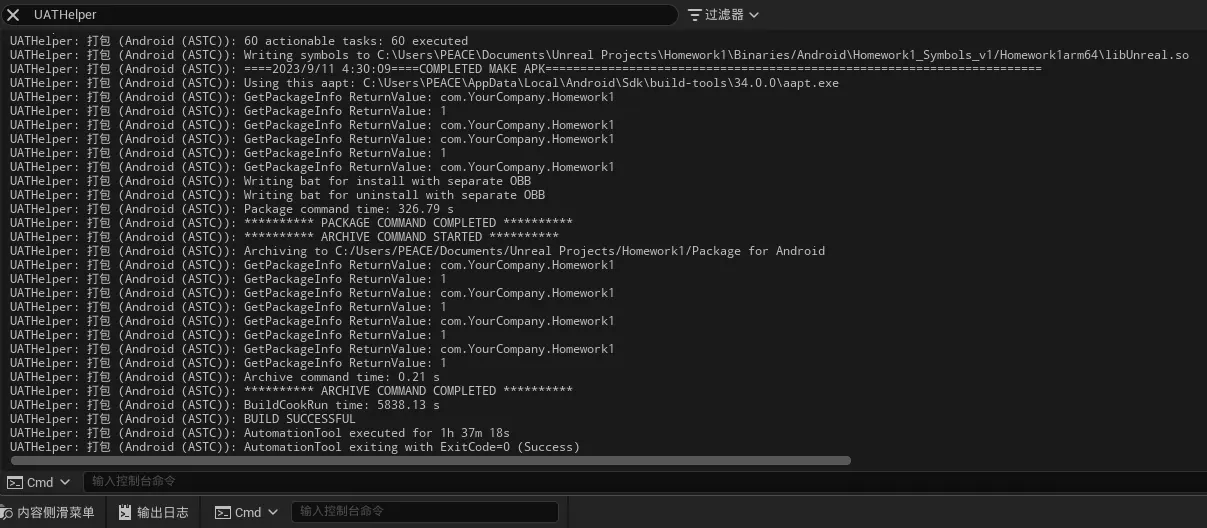 UATHelper
过滤器
UATHelper: 打包 (Android (ASTC)): 60 actionable tasks: 60 executed
UATHelper: 打包 (Android (ASTC)): Writing symbols to C:\Users\PEACE\Documents\Unreal Projects\Homework1\Binaries/Android\Homework1_Symbols_v1/Homework1arm64\libUnreal.so
UATHelper: 打包 (Android (ASTC)): ====2023/9/11 4:30:09====COMPLETED MAKE APK=======================================================================
UATHelper: 打包 (Android (ASTC)): Using this aapt: C:\Users\PEACE\AppData\Local\Android\Sdk\build-tools\34.0.0\aapt.exe
UATHelper: 打包 (Android (ASTC)): GetPackageInfo ReturnValue: com.YourCompany.Homework1
UATHelper: 打包 (Android (ASTC)): GetPackageInfo ReturnValue: 1
UATHelper: 打包 (Android (ASTC)): GetPackageInfo ReturnValue: com.YourCompany.Homework1
UATHelper: 打包 (Android (ASTC)): GetPackageInfo ReturnValue: com.YourCompany.Homework1
UATHelper: 打包 (Android (ASTC)): GetPackageInfo ReturnValue: 1
UATHelper: 打包 (Android (ASTC)): GetPackageInfo ReturnValue: com.YourCompany.Homework1
UATHelper: 打包 (Android (ASTC)): Writing bat for install with separate OBB
UATHelper: 打包 (Android (ASTC)): Writing bat for uninstall with separate OBB
UATHelper: 打包 (Android (ASTC)): Package command time: 326.79 s
UATHelper: 打包 (Android (ASTC)): ********** PACKAGE COMMAND COMPLETED **********
UATHelper: 打包 (Android (ASTC)): ********** ARCHIVE COMMAND STARTED **********
UATHelper: 打包 (Android (ASTC)): Archiving to C:/Users/PEACE/Documents/Unreal Projects/Homework1/Package for Android
UATHelper: 打包 (Android (ASTC)): GetPackageInfo ReturnValue: com.YourCompany.Homework1
UATHelper: 打包 (Android (ASTC)): GetPackageInfo ReturnValue: 1
UATHelper: 打包 (Android (ASTC)): GetPackageInfo ReturnValue: com.YourCompany.Homework1
UATHelper: 打包 (Android (ASTC)): GetPackageInfo ReturnValue: 1
UATHelper: 打包 (Android (ASTC)): GetPackageInfo ReturnValue: com.YourCompany.Homework1
UATHelper: 打包 (Android (ASTC)): GetPackageInfo ReturnValue: 1
UATHelper: 打包 (Android (ASTC)): GetPackageInfo ReturnValue: com.YourCompany.Homework1
UATHelper: 打包 (Android (ASTC)): GetPackageInfo ReturnValue: 1
UATHelper: 打包 (Android (ASTC)): Archive command time: 0.21 s
UATHelper: 打包 (Android (ASTC)): ********** ARCHIVE COMMAND COMPLETED **********
UATHelper: 打包 (Android (ASTC)): BuildCookRun time: 5838.13 s
UATHelper: 打包 (Android (ASTC)): BUILD SUCCESSFUL
UATHelper: 打包 (Android (ASTC)): AutomationTool executed for 1h 37m 18s
UATHelper: 打包 (Android (ASTC)): AutomationTool exiting with ExitCode=0 (Success)
Cmd 输入控制台命令
内容侧滑菜单 输出日志 Cmd 输入控制台命令